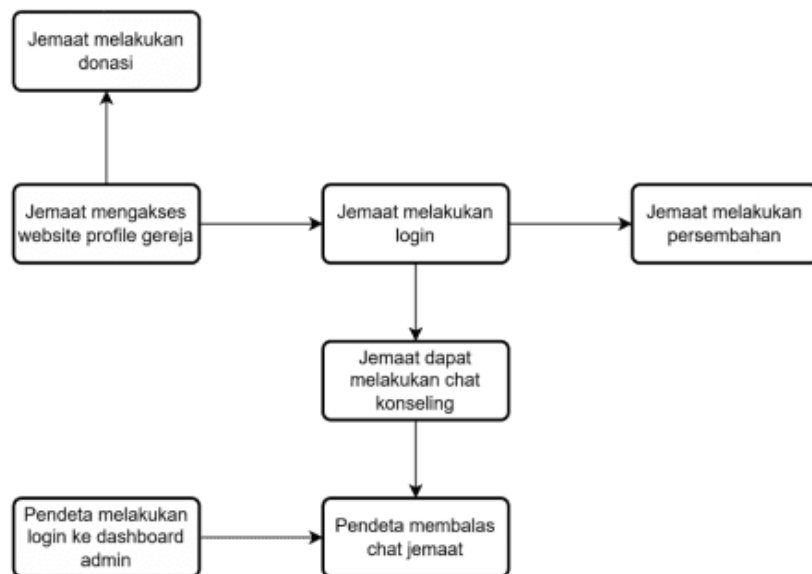 Jemaat melakukan
donasi
Jemaat mengakses
website profile gereja
Jemaat melakukan
login
Jemaat melakukan
persembahan
Jemaat dapat
melakukan chat
konseling
Pendeta melakukan
login ke dashboard
admin
Pendeta membalas
chat jemaat